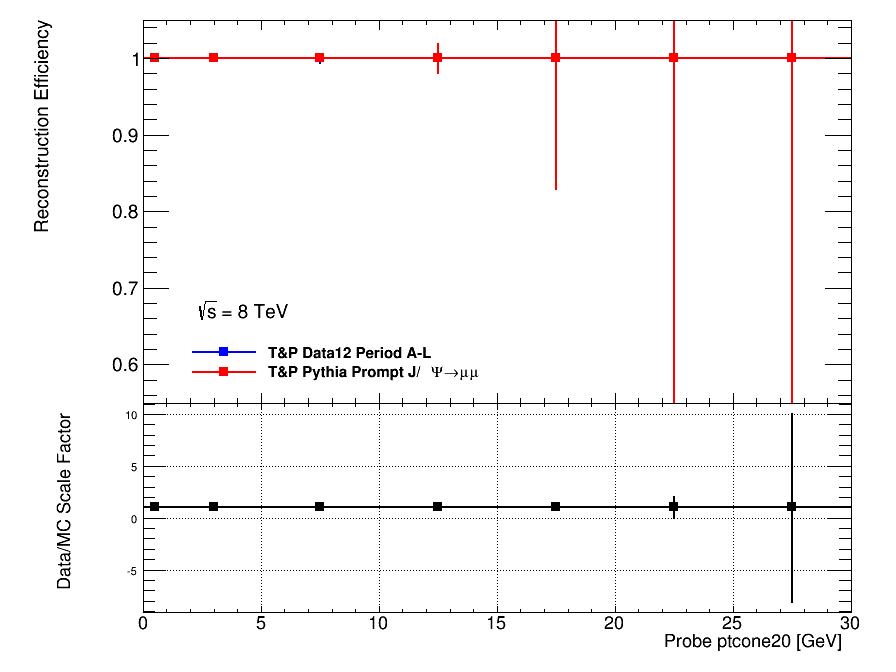 Reconstruction Efficiency
1
0.9
0.8
0.7
0.6
√s = 8 TeV
T&P Data12 Period A-L
T&P Pythia Prompt J/ Ψ→μμ
Data/MC Scale Factor
10
5
0
-5
0 5 10 15 20 25 30
Probe ptcone20 [GeV]